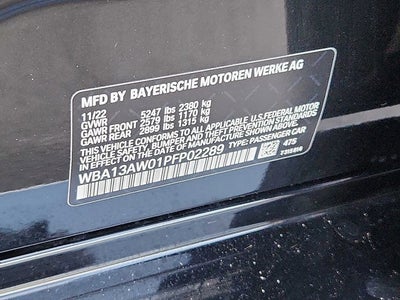 MFD BY BAYERISCHE MOTOREN WERKE AG
11/22 5247 lbs 2380 kg
GVWR
GAWR FRONT 2579 lbs 1170 kg
GAWR REAR 2899 lbs 1315 kg
THIS VEHICLE CONFORMS TO ALL APPLICABLE U.S. FEDERAL MOTOR
VEHICLE SAFETY, BUMPER, AND THEFT PREVENTION STANDARDS
IN EFFECT ON THE DATE OF MANUFACTURE SHOWN ABOVE.
WBA13AW01PFP02289 TYPE: PASSENGER CAR
475